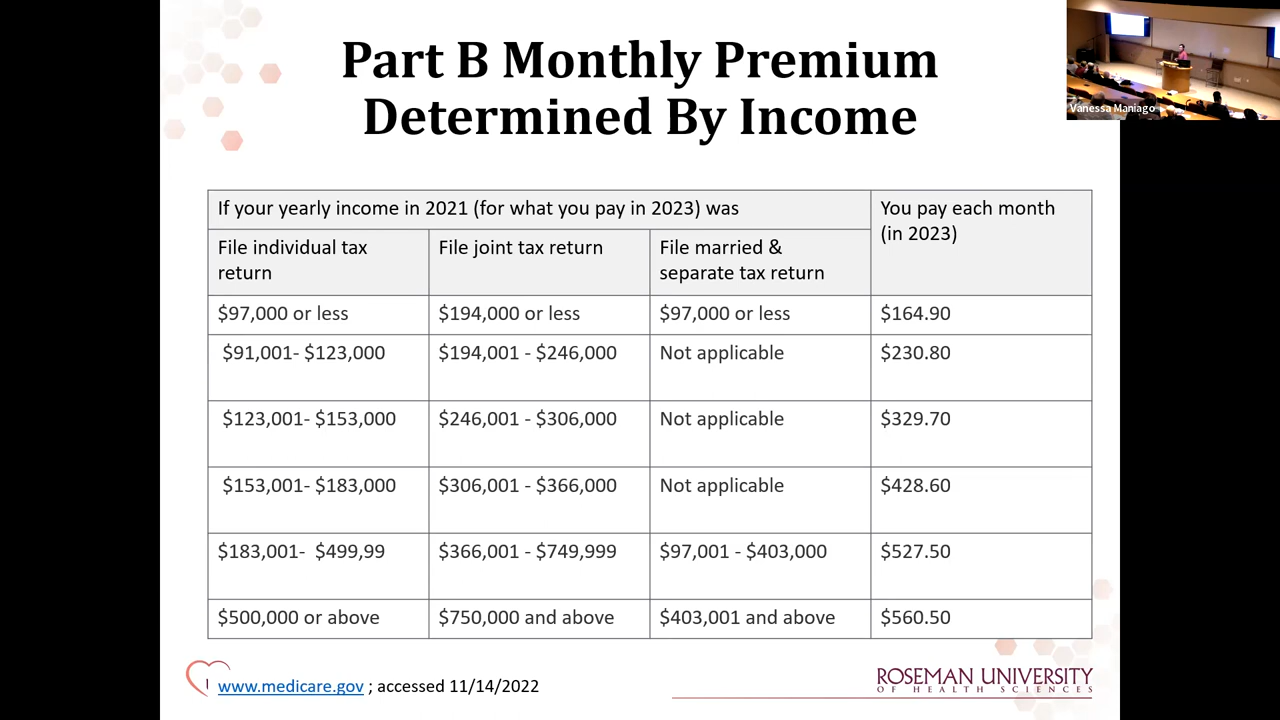 Part B Monthly Premium
Determined By Income
Vanessa Maniago
If your yearly income in 2021 (for what you pay in 2023) was
You pay each month
(in 2023)
File individual tax
return
File joint tax return
File married &
separate tax return
$97,000 or less
$194,000 or less
$97,000 or less
$164.90
$91,001- $123,000
$194,001 - $246,000
Not applicable
$230.80
$123,001- $153,000
$246,001 - $306,000
Not applicable
$329.70
$153,001- $183,000
$306,001 - $366,000
Not applicable
$428.60
$183,001-  $499,99
$366,001 - $749,999
$97,001 - $403,000
$527.50
$500,000 or above
$750,000 and above
$403,001 and above
$560.50
www.medicare.gov ; accessed 11/14/2022
ROSEMAN UNIVERSITY
OF HEALTH SCIENCES